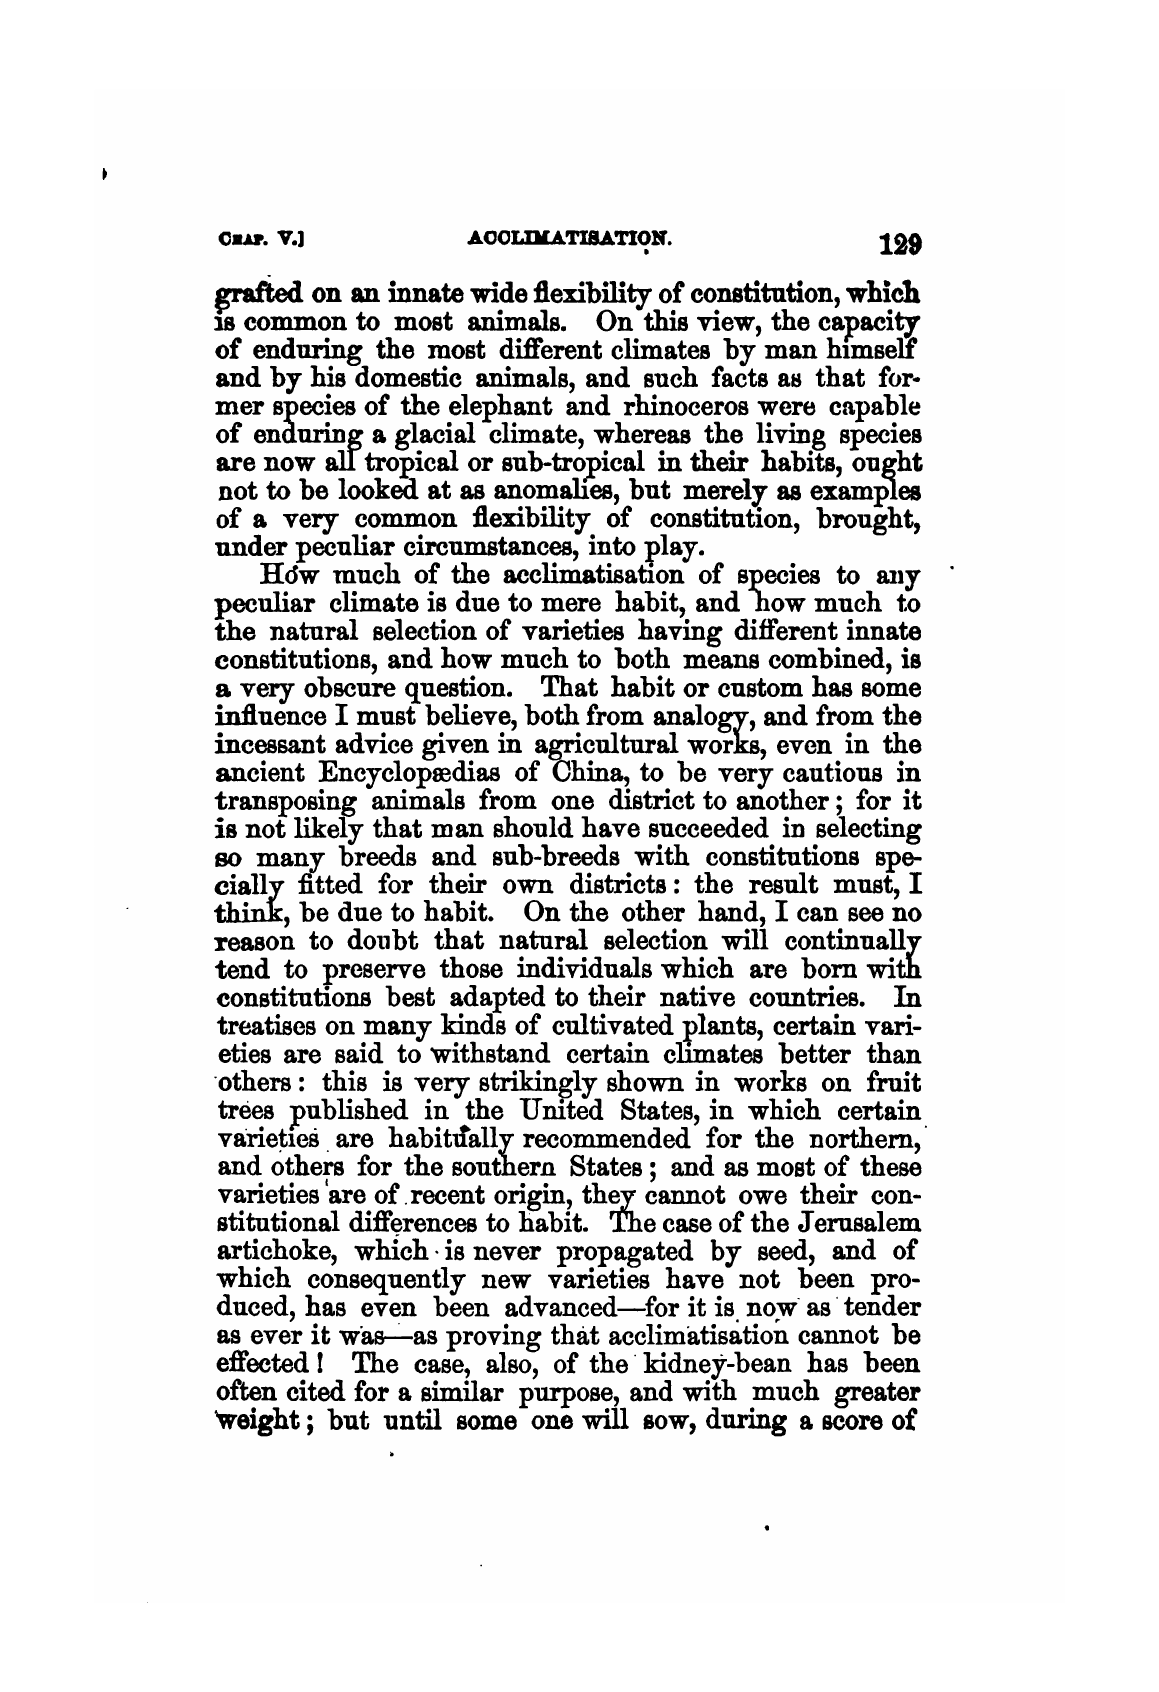 CHAP. V.] ACCLIMATISATION. 129
grafted on an innate wide flexibility of constitution, which
is common to most animals. On this view, the capacity
of enduring the most different climates by man himself
and by his domestic animals, and such facts as that for-
mer species of the elephant and rhinoceros were capable
of enduring a glacial climate, whereas the living species
are now all tropical or sub-tropical in their habits, ought
not to be looked at as anomalies, but merely as examples
of a very common flexibility of constitution, brought,
under peculiar circumstances, into play.
How much of the acclimatisation of species to any
peculiar climate is due to mere habit, and how much to
the natural selection of varieties having different innate
constitutions, and how much to both means combined, is
a very obscure question. That habit or custom has some
influence I must believe, both from analogy, and from the
incessant advice given in agricultural works, even in the
ancient Encyclopædias of China, to be very cautious in
transposing animals from one district to another; for it
is not likely that man should have succeeded in selecting
so many breeds and sub-breeds with constitutions spe-
cially fitted for their own districts: the result must, I
think, be due to habit. On the other hand, I can see no
reason to doubt that natural selection will continually
tend to preserve those individuals which are born with
constitutions best adapted to their native countries. In
treatises on many kinds of cultivated plants, certain vari-
eties are said to withstand certain climates better than
others: this is very strikingly shown in works on fruit
trees published in the United States, in which certain
varieties are habitually recommended for the northern,
and others for the southern States; and as most of these
varieties are of recent origin, they cannot owe their con-
stitutional differences to habit. The case of the Jerusalem
artichoke, which is never propagated by seed, and of
which consequently new varieties have not been pro-
duced, has even been advanced—for it is now as tender
as ever it was—as proving that acclimatisation cannot be
effected! The case, also, of the kidney-bean has been
often cited for a similar purpose, and with much greater
weight; but until some one will sow, during a score of